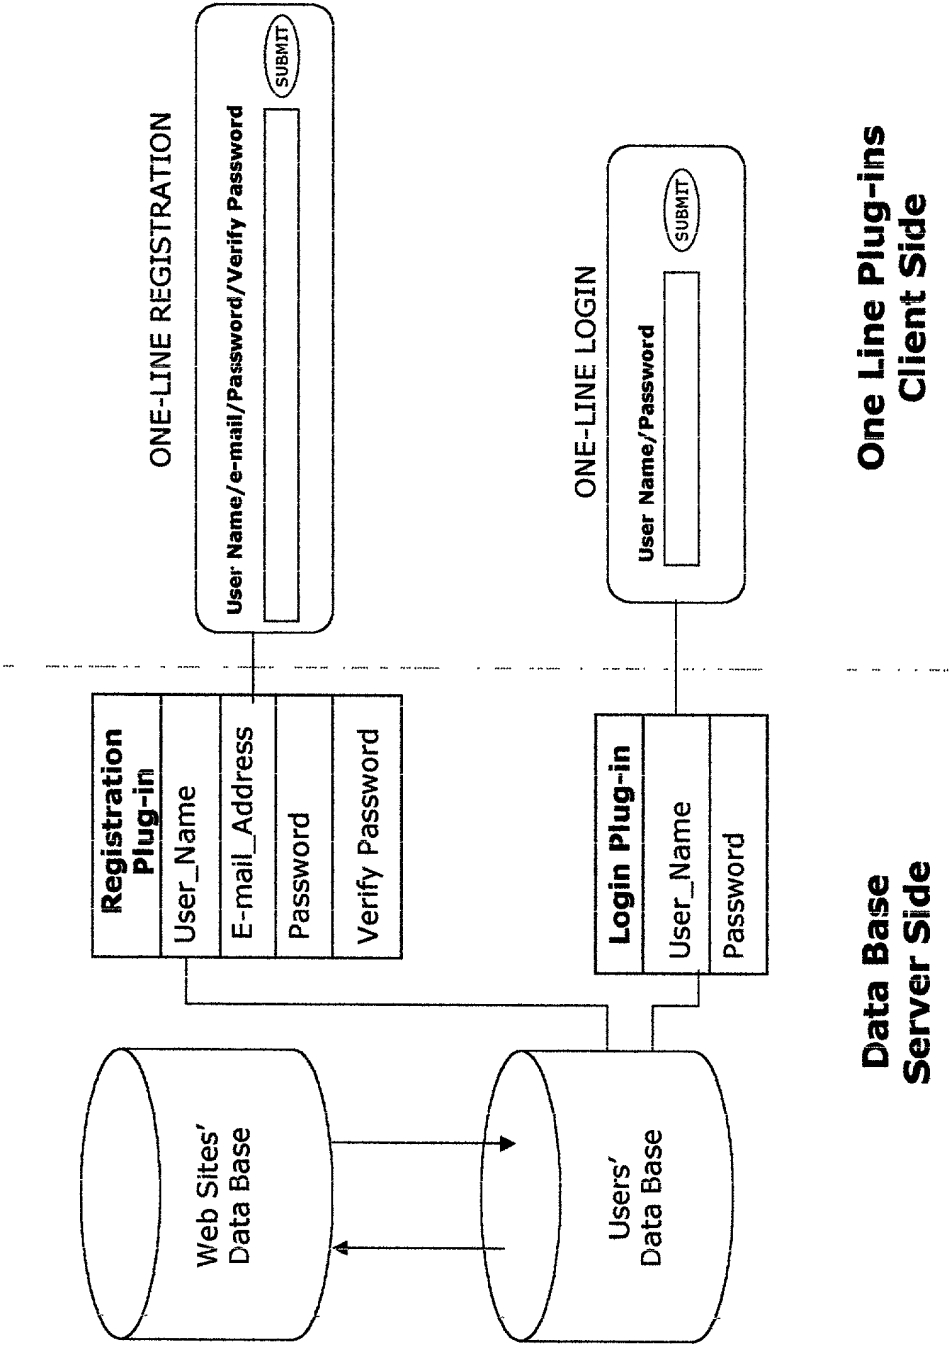 Web Sites'
Data Base
Users'
Data Base
Registration
Plug-in
User_Name
E-mail_Address
Password
Verify Password
Login Plug-in
User_Name
Password
Data Base
Server Side
ONE-LINE REGISTRATION
User Name/e-mail/Password/Verify Password
SUBMIT
ONE-LINE LOGIN
User Name/Password
SUBMIT
One Line Plug-ins
Client Side